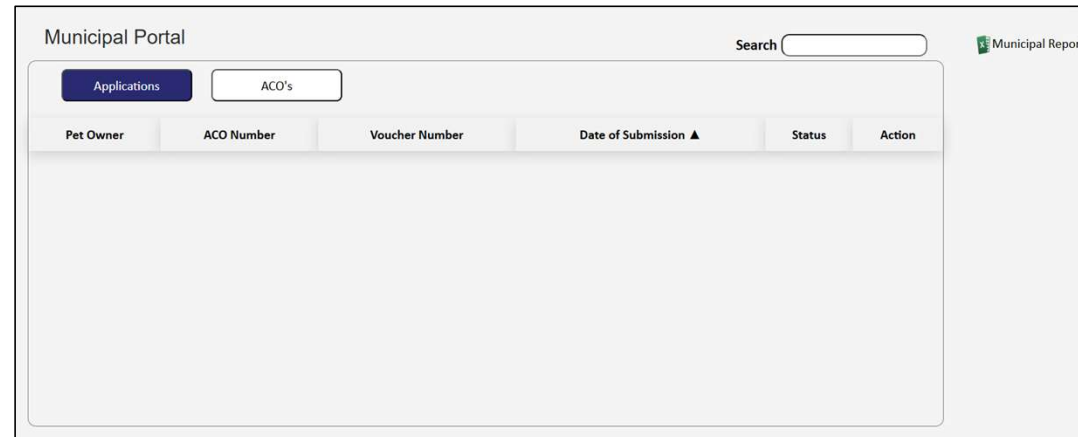 Municipal Portal
Search
Municipal Repor
Applications
ACO's
Pet Owner
ACO Number
Voucher Number
Date of Submission ▲
Status
Action